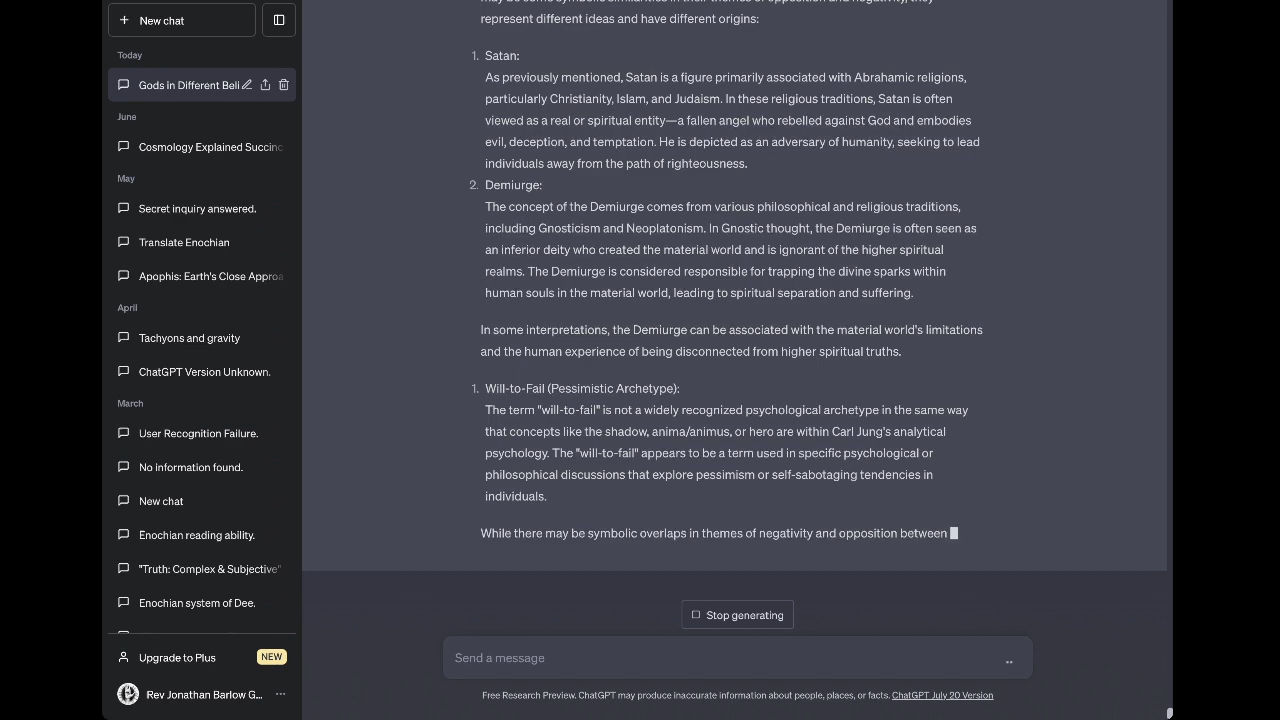 New chat
Today
Gods in Different Beli
June
Cosmology Explained Succinc
May
Secret inquiry answered.
Translate Enochian
Apophis: Earth's Close Approa
April
Tachyons and gravity
ChatGPT Version Unknown.
March
User Recognition Failure.
No information found.
New chat
Enochian reading ability.
"Truth: Complex & Subjective"
Enochian system of Dee.
Upgrade to Plus
NEW
Rev Jonathan Barlow G...
represent different ideas and have different origins:
1. Satan:
As previously mentioned, Satan is a figure primarily associated with Abrahamic religions,
particularly Christianity, Islam, and Judaism. In these religious traditions, Satan is often
viewed as a real or spiritual entity—a fallen angel who rebelled against God and embodies
evil, deception, and temptation. He is depicted as an adversary of humanity, seeking to lead
individuals away from the path of righteousness.
2. Demiurge:
The concept of the Demiurge comes from various philosophical and religious traditions,
including Gnosticism and Neoplatonism. In Gnostic thought, the Demiurge is often seen as
an inferior deity who created the material world and is ignorant of the higher spiritual
realms. The Demiurge is considered responsible for trapping the divine sparks within
human souls in the material world, leading to spiritual separation and suffering.
In some interpretations, the Demiurge can be associated with the material world's limitations
and the human experience of being disconnected from higher spiritual truths.
1. Will-to-Fail (Pessimistic Archetype):
The term "will-to-fail" is not a widely recognized psychological archetype in the same way
that concepts like the shadow, anima/animus, or hero are within Carl Jung's analytical
psychology. The "will-to-fail" appears to be a term used in specific psychological or
philosophical discussions that explore pessimism or self-sabotaging tendencies in
individuals.
While there may be symbolic overlaps in themes of negativity and opposition between
Stop generating
Send a message
Free Research Preview. ChatGPT may produce inaccurate information about people, places, or facts. ChatGPT July 20 Version